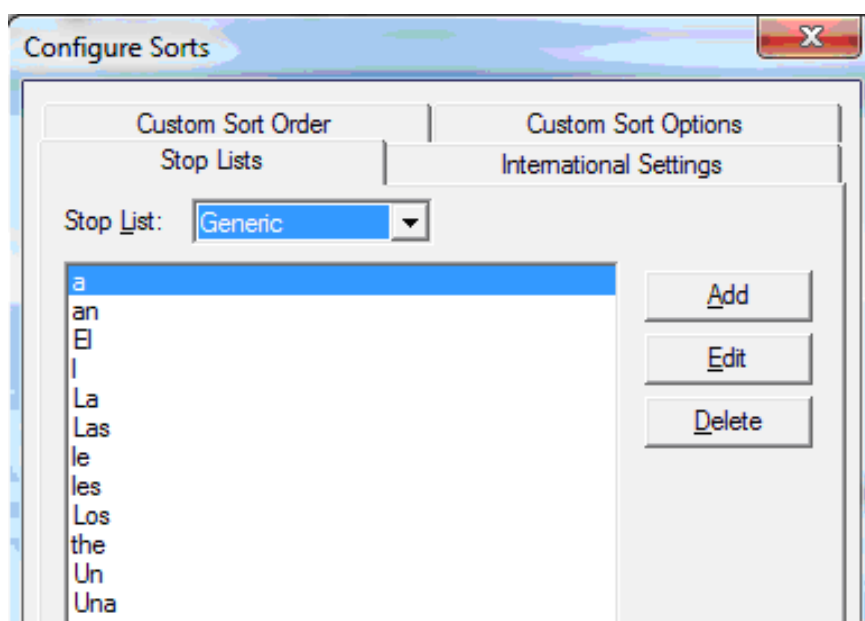 Configure Sorts
X
Custom Sort Order
Custom Sort Options
Stop Lists
International Settings
Stop List:
Generic
a
an
El
l
La
Las
le
les
Los
the
Un
Una
Add
Edit
Delete